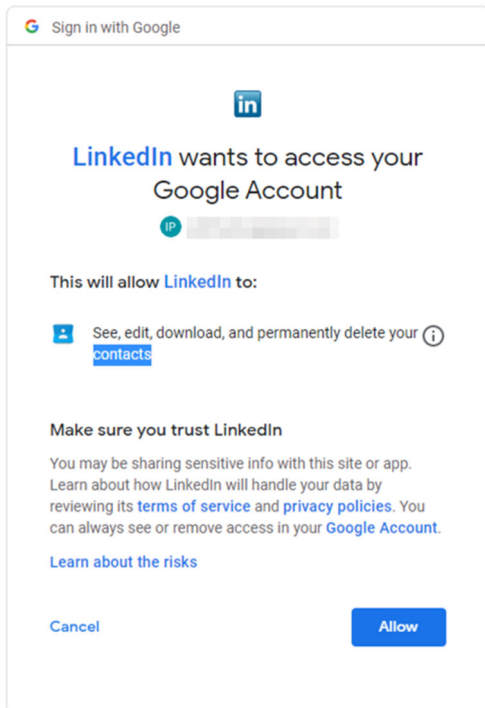 Sign in with Google
in
LinkedIn wants to access your
Google Account
IP
This will allow LinkedIn to:
See, edit, download, and permanently delete your
contacts
Make sure you trust LinkedIn
You may be sharing sensitive info with this site or app.
Learn about how LinkedIn will handle your data by
reviewing its terms of service and privacy policies. You
can always see or remove access in your Google Account.
Learn about the risks
Cancel
Allow